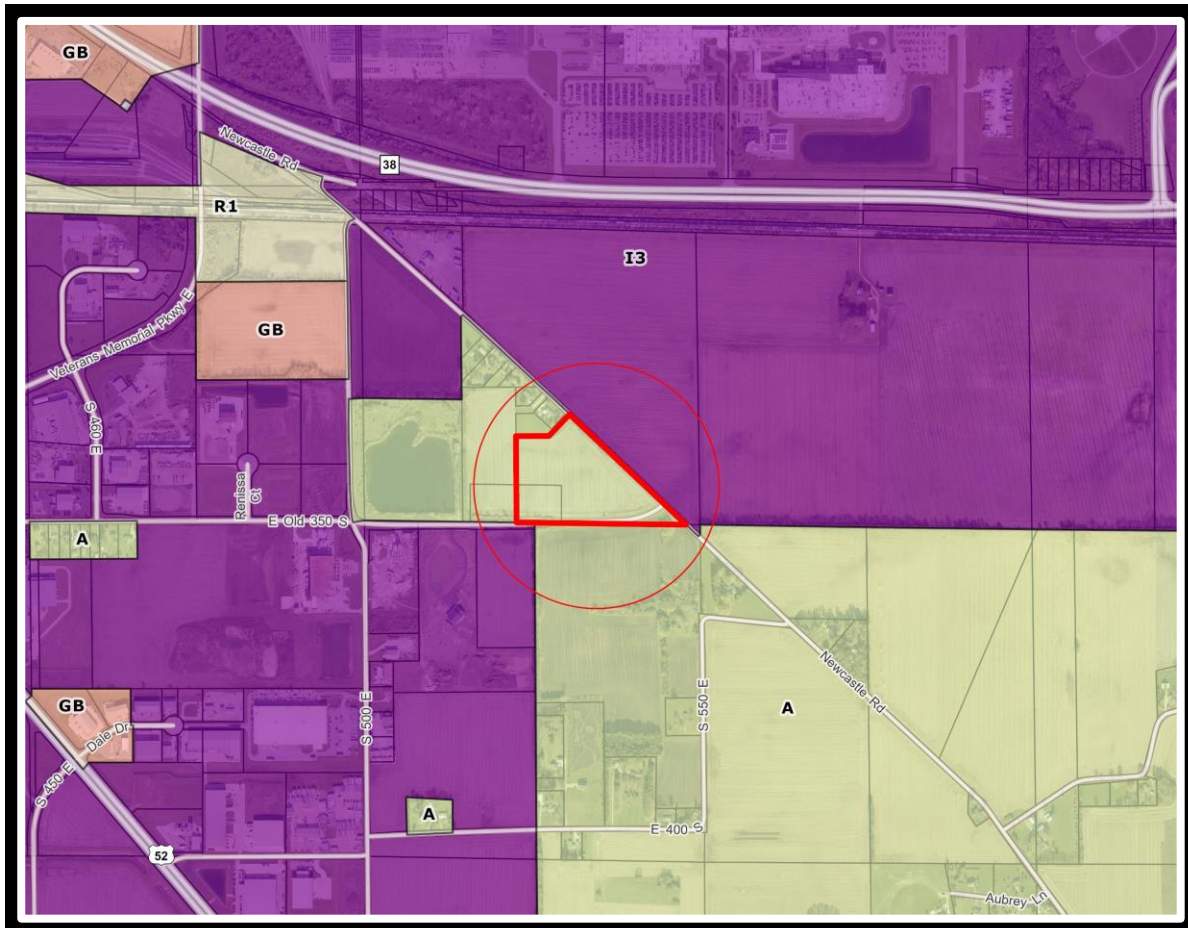 GB
Newcastle Rd
38
R1
I3
GB
Veterans Memorial Pkwy E
S 460 E
Renissa
Ct
E Old 350 S
A
Newcastle Rd
S 550 E
A
GB
Dale Dr
S 450 E
S 500 E
A
E 400 S
52
Aubrey Ln